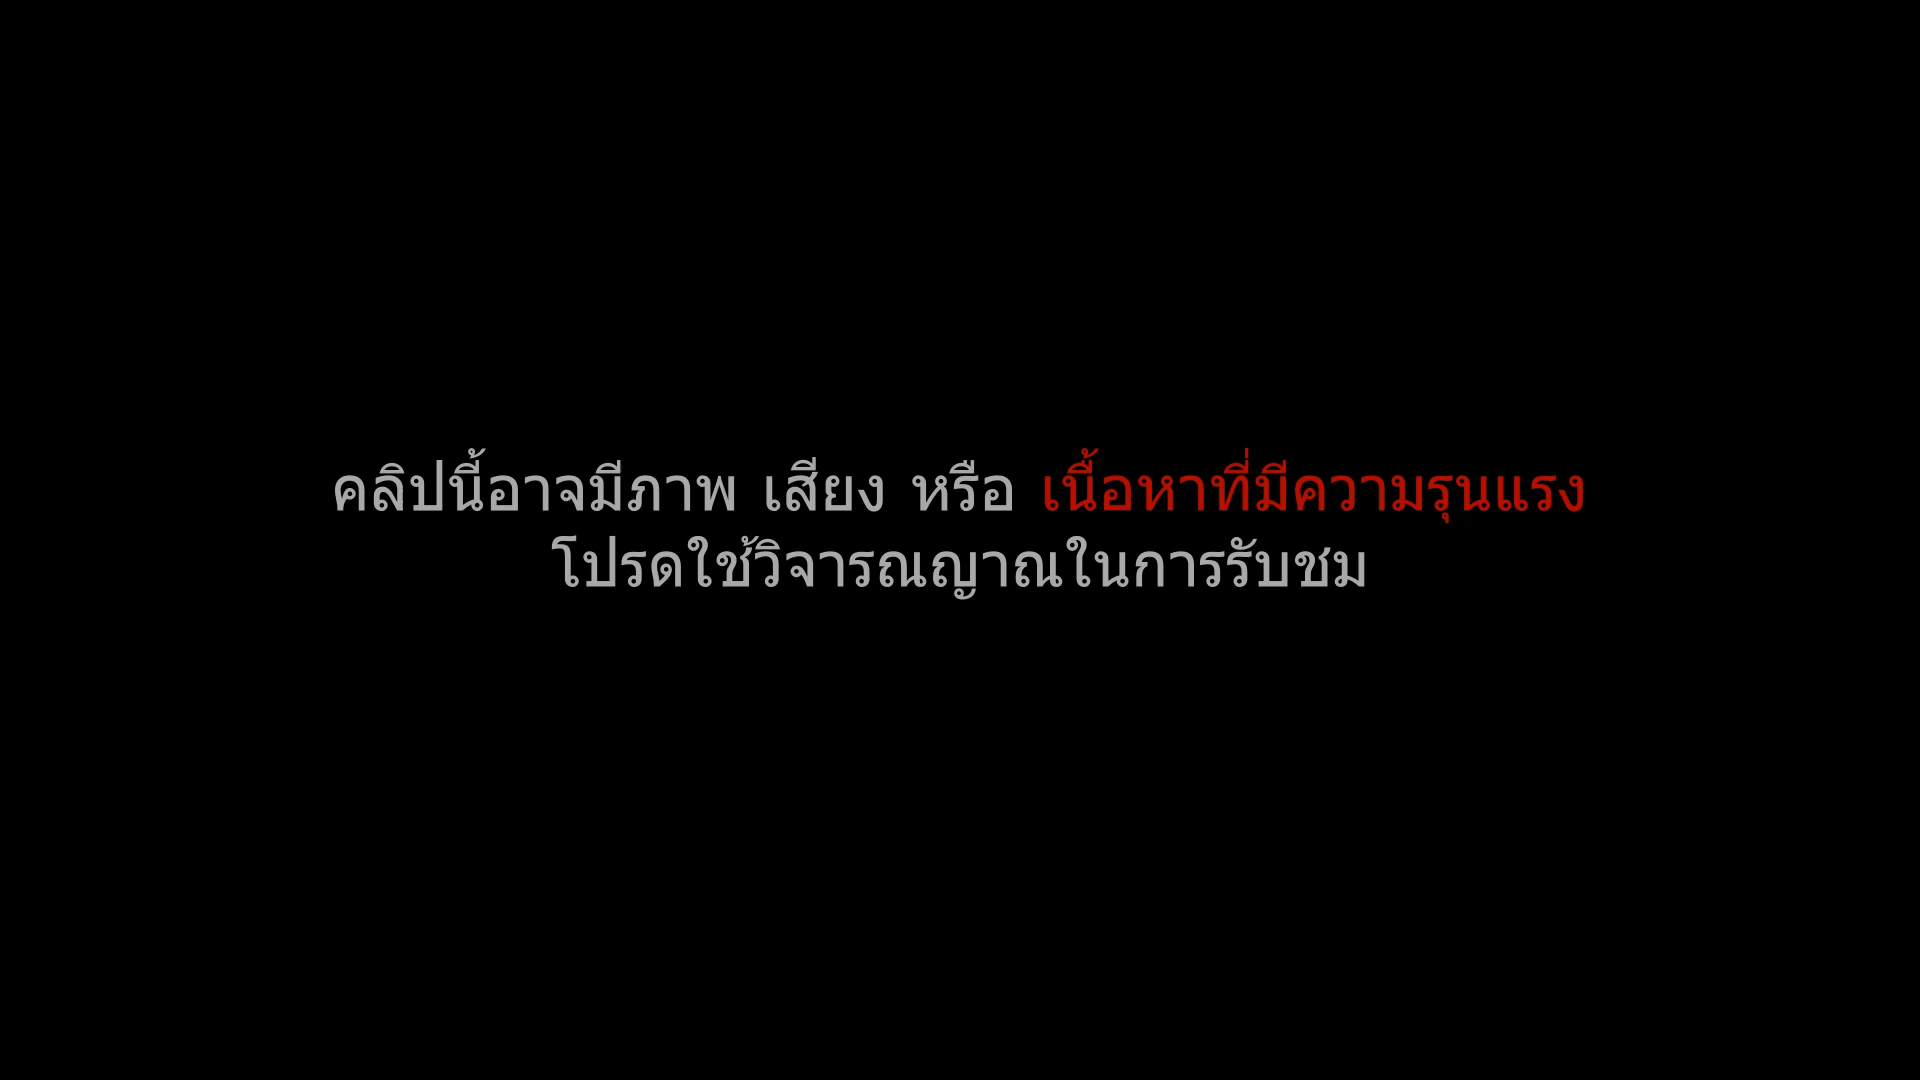 คลิปนี้อาจมีภาพ เสียง หรือ เนื้อหาที่มีความรุนแรง
โปรดใช้วิจารณญาณในการรับชม